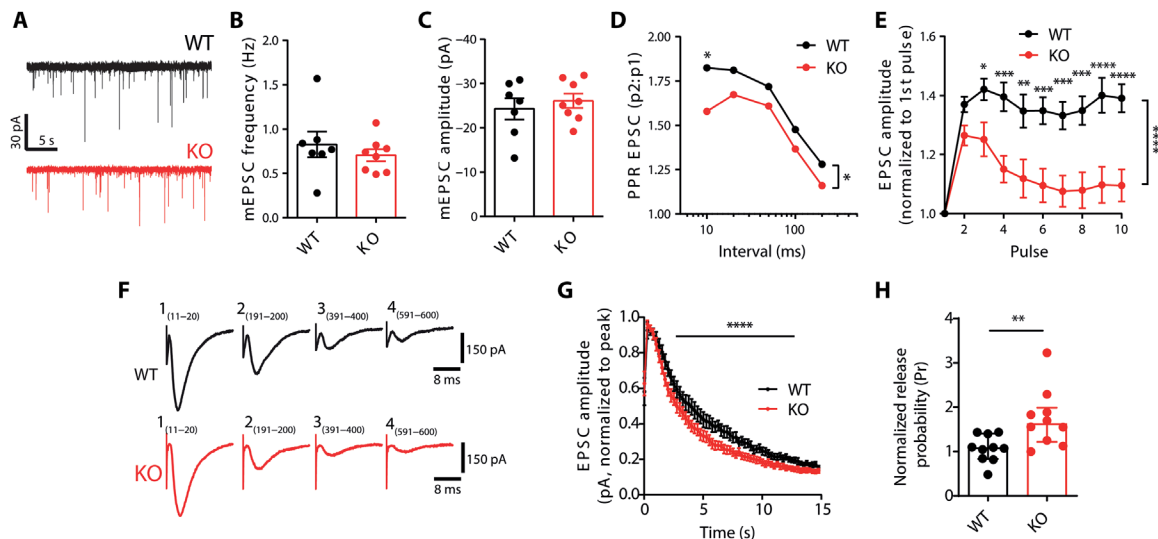 A
WT
30 pA
5 s
KO
B
mEPSC frequency (Hz)
2.0
1.5
1.0
0.5
0.0
WT
KO
C
mEPSC amplitude (pA)
–40
–30
–20
–10
0
WT
KO
D
PPR EPSC (p2:p1)
2.00
1.75
1.50
1.25
1.00
*
WT
KO
*
10
100
Interval (ms)
E
WT
KO
EPSC amplitude
(normalized to 1st pulse)
1.6
1.4
1.2
1.0
* *** ** *** *** *** **** ****
****
2 4 6 8 10
Pulse
F
1(11–20) 2(191–200) 3(391–400) 4(591–600)
WT
150 pA
8 ms
1(11–20) 2(191–200) 3(391–400) 4(591–600)
KO
150 pA
8 ms
G
EPSC amplitude
(pA, normalized to peak)
1.0
0.8
0.6
0.4
0.2
0.0
****
WT
KO
0 5 10 15
Time (s)
H
Normalized release
probability (Pr)
4
3
2
1
0
**
WT
KO